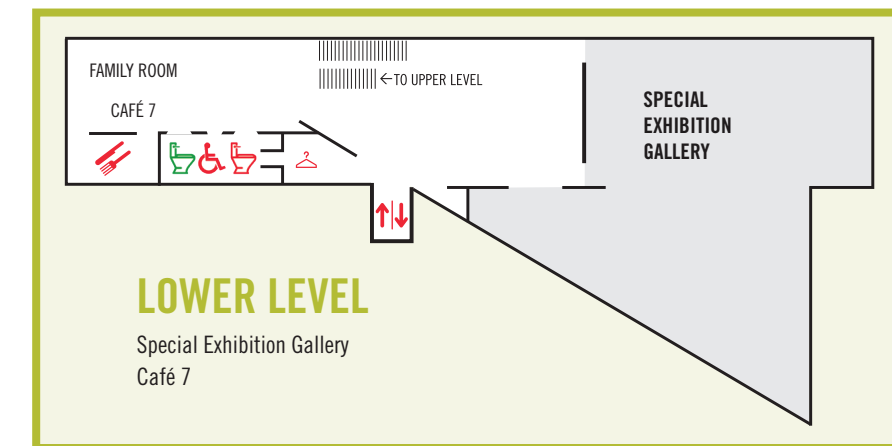 FAMILY ROOM
←TO UPPER LEVEL
CAFÉ 7
SPECIAL
EXHIBITION
GALLERY
LOWER LEVEL
Special Exhibition Gallery
Café 7